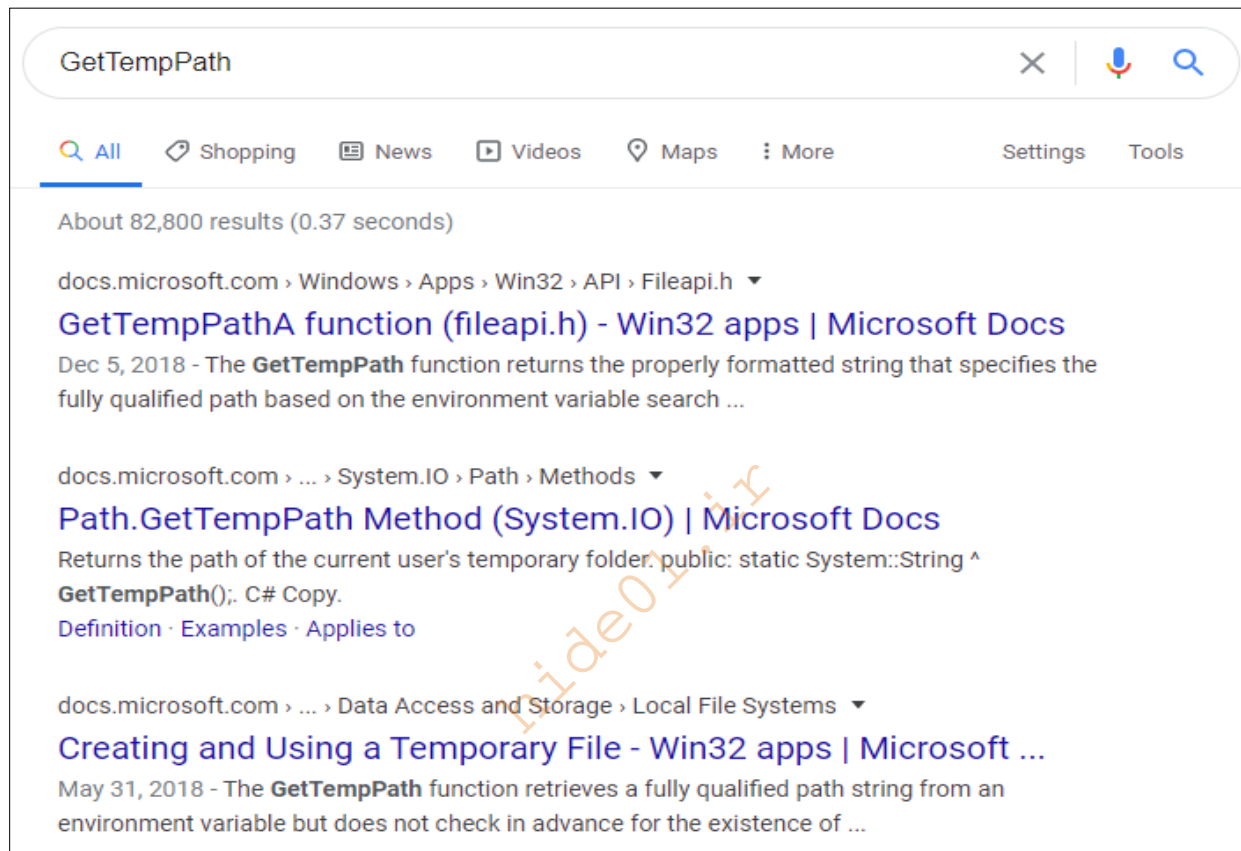 GetTempPath
All Shopping News Videos Maps More Settings Tools
About 82,800 results (0.37 seconds)
docs.microsoft.com › Windows › Apps › Win32 › API › Fileapi.h
GetTempPathA function (fileapi.h) - Win32 apps | Microsoft Docs
Dec 5, 2018 - The GetTempPath function returns the properly formatted string that specifies the
fully qualified path based on the environment variable search ...
docs.microsoft.com › ... › System.IO › Path › Methods
Path.GetTempPath Method (System.IO) | Microsoft Docs
Returns the path of the current user's temporary folder. public: static System::String ^
GetTempPath();. C# Copy.
Definition · Examples · Applies to
docs.microsoft.com › ... › Data Access and Storage › Local File Systems
Creating and Using a Temporary File - Win32 apps | Microsoft ...
May 31, 2018 - The GetTempPath function retrieves a fully qualified path string from an
environment variable but does not check in advance for the existence of ...
hide01.ir